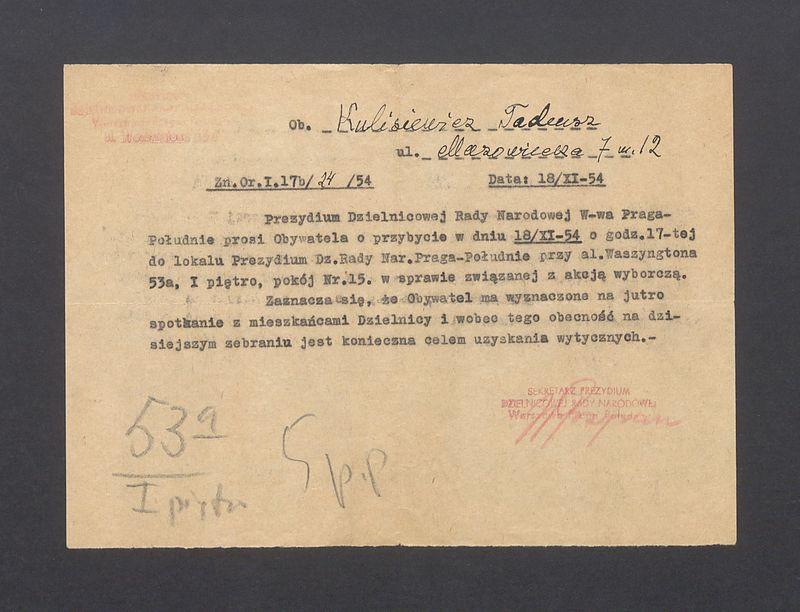 Ob. Kulisiewicz Tadeusz
ul. Mazowiecka 7 m. 12
Zn.Or.I.17b/24 /54 Data: 18/XI-54
Prezydium Dzielnicowej Rady Narodowej W-wa Praga-
Południe prosi Obywatela o przybycie w dniu 18/XI-54 o godz.17-tej
do lokalu Prezydium Dz.Rady Nar.Praga-Południe przy al.Waszyngtona
53a, I piętro, pokój Nr.15. w sprawie związanej z akcją wyborczą.
Zaznacza się, że Obywatel ma wyznaczone na jutro
spotkanie z mieszkańcami Dzielnicy i wobec tego obecność na dzi-
siejszym zebraniu jest konieczna celem uzyskania wytycznych.-
SEKRETARZ PREZYDIUM
DZIELNICOWEJ RADY NARODOWEJ
53a
I piętro
5 p.p